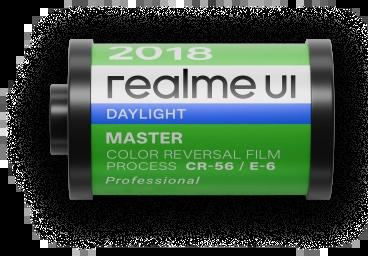 2018
realme UI
DAYLIGHT
MASTER
COLOR REVERSAL FILM
PROCESS CR-56 / E-6
Professional